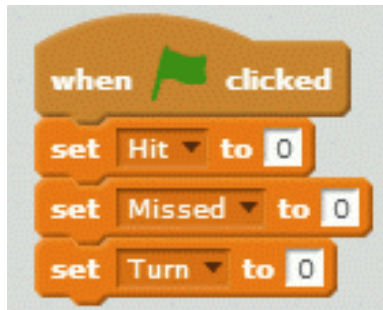 when clicked
set Hit to 0
set Missed to 0
set Turn to 0